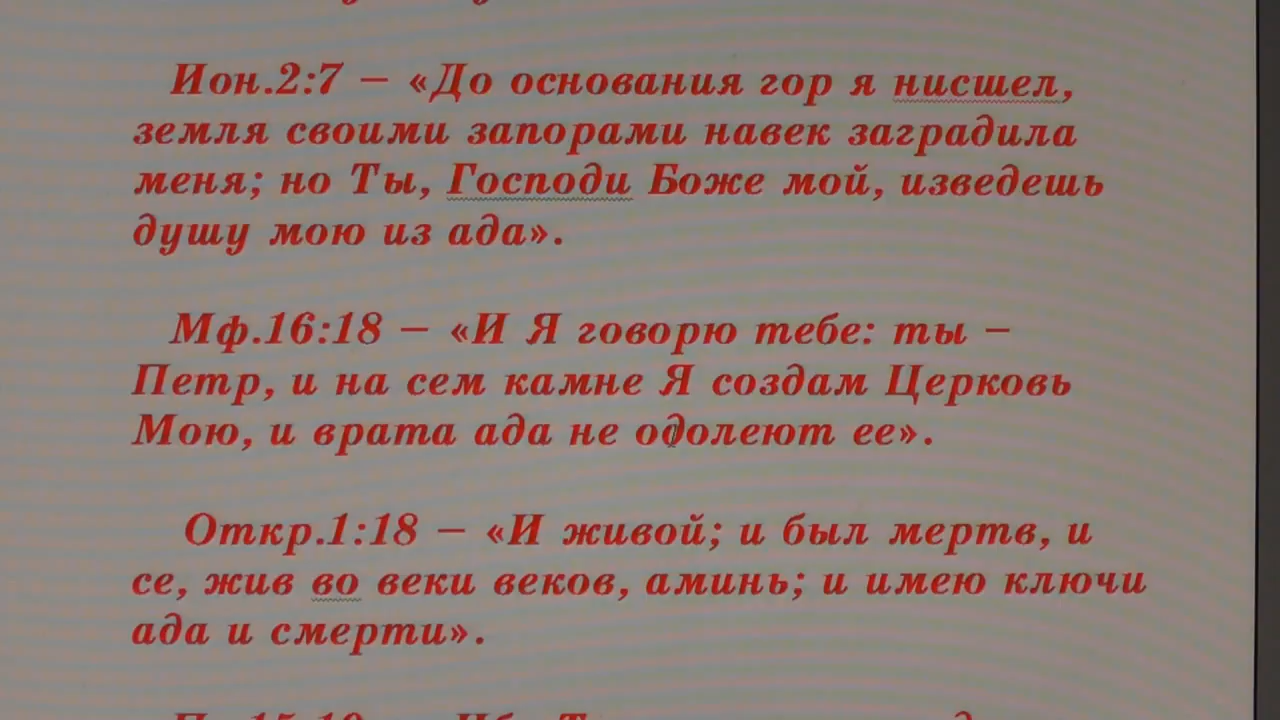 Ион.2:7 – «До основания гор я нисшел,
земля своими запорами навек заградила
меня; но Ты, Господи Боже мой, изведешь
душу мою из ада».
Мф.16:18 – «И Я говорю тебе: ты –
Петр, и на сем камне Я создам Церковь
Мою, и врата ада не одолеют ее».
Откр.1:18 – «И живой; и был мертв, и
се, жив во веки веков, аминь; и имею ключи
ада и смерти».